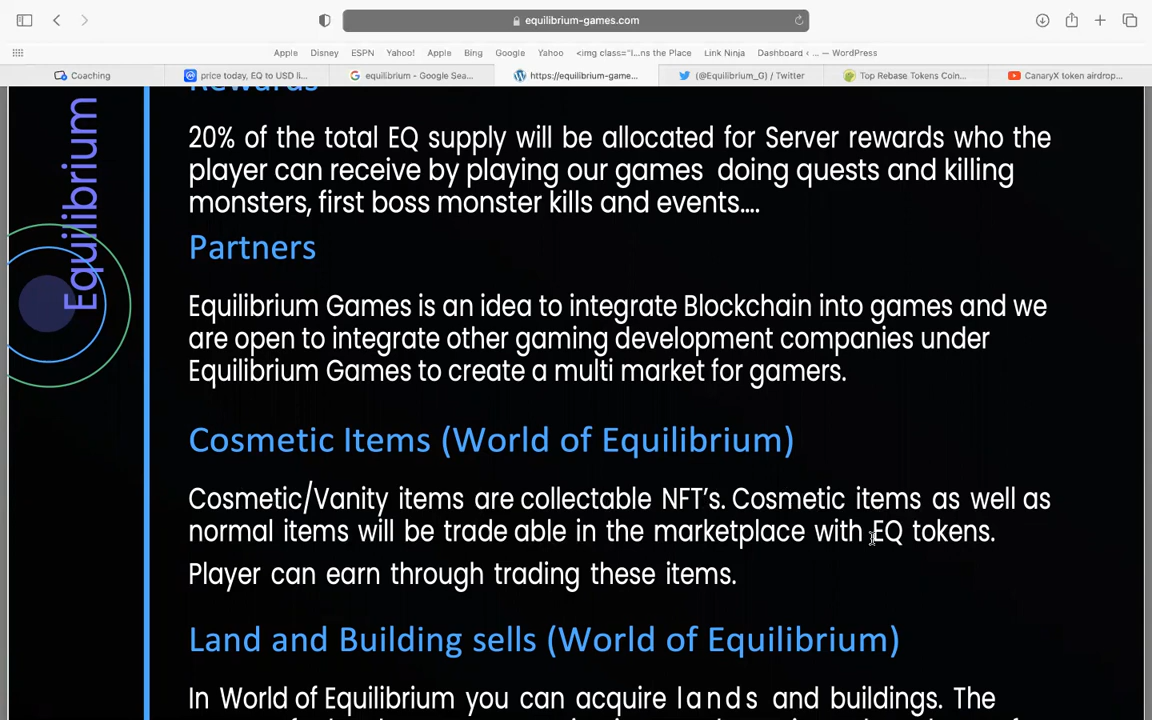 equilibrium-games.com
Apple Disney ESPN Yahoo! Apple Bing Google Yahoo <img class="l...ns the Place Link Ninja Dashboard ‹ ... — WordPress
Coaching price today, EQ to USD li... equilibrium - Google Sea... https://equilibrium-game... (@Equilibrium_G) / Twitter Top Rebase Tokens Coin... CanaryX token airdrop...
Equilibrium
Rewards
20% of the total EQ supply will be allocated for Server rewards who the
player can receive by playing our games doing quests and killing
monsters, first boss monster kills and events....
Partners
Equilibrium Games is an idea to integrate Blockchain into games and we
are open to integrate other gaming development companies under
Equilibrium Games to create a multi market for gamers.
Cosmetic Items (World of Equilibrium)
Cosmetic/Vanity items are collectable NFT's. Cosmetic items as well as
normal items will be trade able in the marketplace with EQ tokens.
Player can earn through trading these items.
Land and Building sells (World of Equilibrium)
In World of Equilibrium you can acquire lands and buildings. The